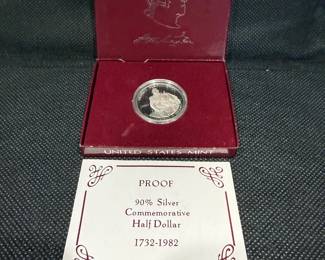 UNITED STATES MINT
PROOF
90% Silver
Commemorative
Half Dollar
1732-1982